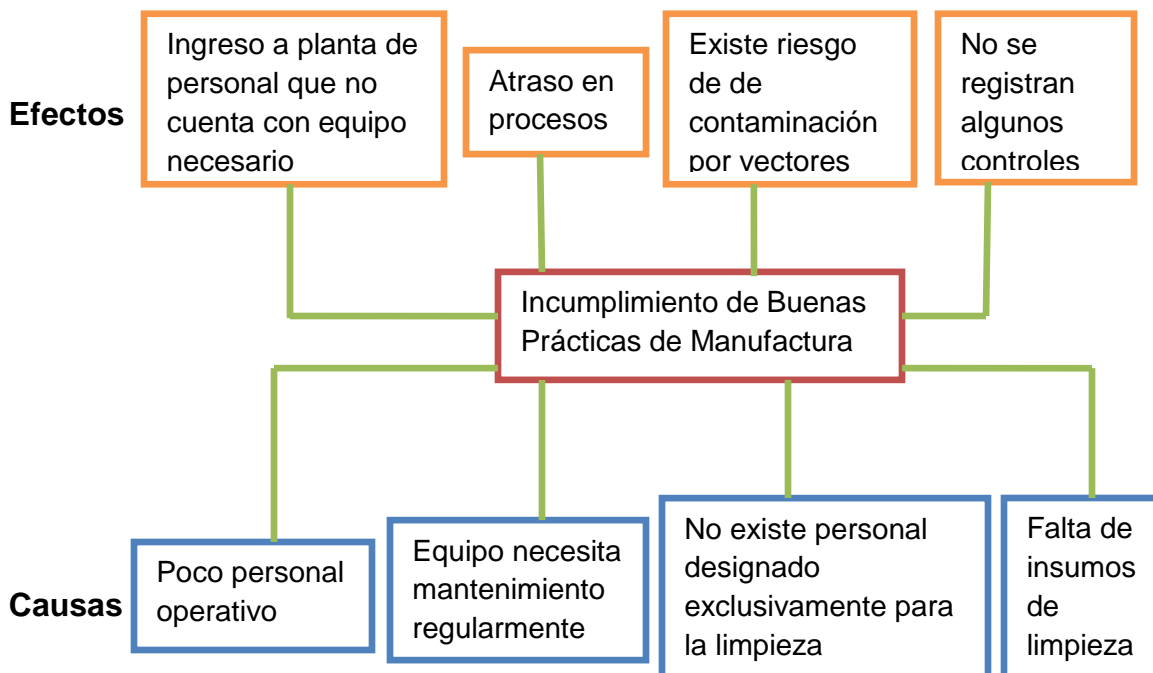 Efectos
Ingreso a planta de
personal que no
cuenta con equipo
necesario
Atraso en
procesos
Existe riesgo
de de
contaminación
por vectores
No se
registran
algunos
controles
Incumplimiento de Buenas
Prácticas de Manufactura
Causas
Poco personal
operativo
Equipo necesita
mantenimiento
regularmente
No existe personal
designado
exclusivamente para
la limpieza
Falta de
insumos
de
limpieza